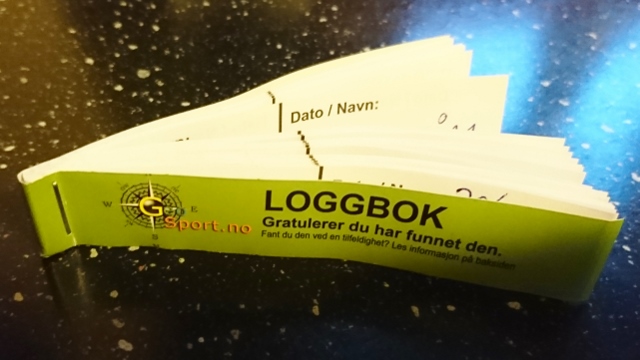 Dato / Navn:
W
E
G
Sport.no
LOGGBOK
Gratulerer du har funnet den.
Fant du den ved en tilfeldighet? Les informasjon på baksiden